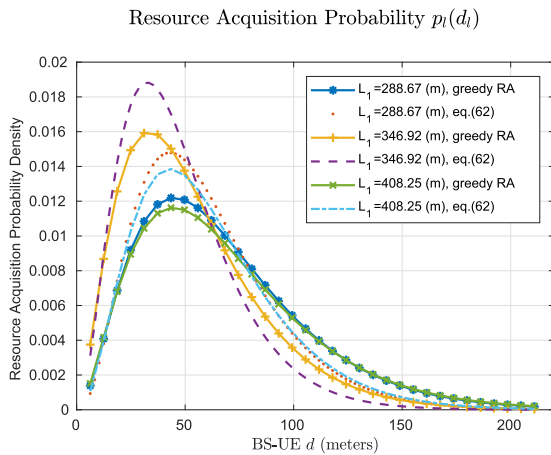 Resource Acquisition Probability p_l(d_l)
0.02
0.018
0.016
0.014
0.012
0.01
0.008
0.006
0.004
0.002
0
Resource Acquisition Probability Density
L_1=288.67 (m), greedy RA
L_1=288.67 (m), eq.(62)
L_1=346.92 (m), greedy RA
L_1=346.92 (m), eq.(62)
L_1=408.25 (m), greedy RA
L_1=408.25 (m), eq.(62)
0 50 100 150 200
BS-UE d (meters)